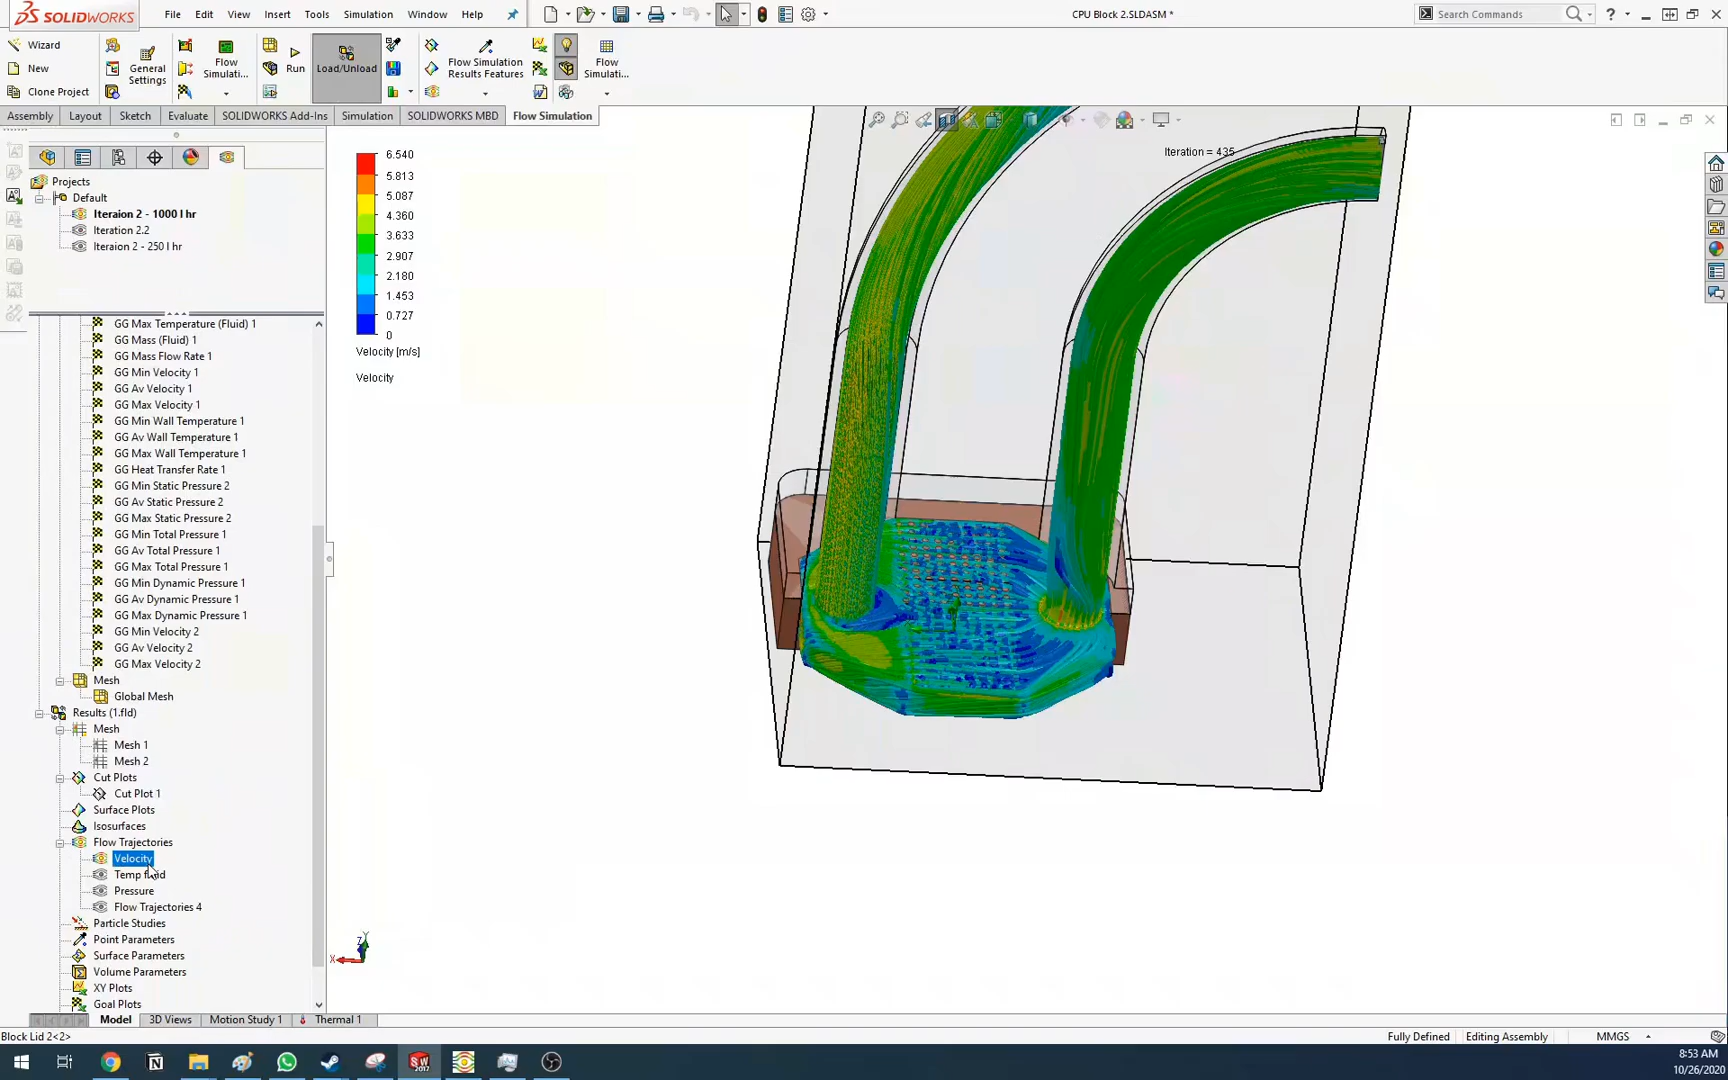 SOLIDWORKS File Edit View Insert Tools Simulation Window Help CPU Block 2.SLDASM * Search Commands
Wizard
New
Clone Project
General Settings
Flow Simulati...
Run
Load/Unload
Flow Simulation Results Features
Flow Simulati...
Assembly Layout Sketch Evaluate SOLIDWORKS Add-Ins Simulation SOLIDWORKS MBD Flow Simulation
Projects
Default
Iteraion 2 - 1000 l hr
Iteration 2.2
Iteraion 2 - 250 l hr
GG Max Temperature (Fluid) 1
GG Mass (Fluid) 1
GG Mass Flow Rate 1
GG Min Velocity 1
GG Av Velocity 1
GG Max Velocity 1
GG Min Wall Temperature 1
GG Av Wall Temperature 1
GG Max Wall Temperature 1
GG Heat Transfer Rate 1
GG Min Static Pressure 2
GG Av Static Pressure 2
GG Max Static Pressure 2
GG Min Total Pressure 1
GG Av Total Pressure 1
GG Max Total Pressure 1
GG Min Dynamic Pressure 1
GG Av Dynamic Pressure 1
GG Max Dynamic Pressure 1
GG Min Velocity 2
GG Av Velocity 2
GG Max Velocity 2
Mesh
Global Mesh
Results (1.fld)
Mesh
Mesh 1
Mesh 2
Cut Plots
Cut Plot 1
Surface Plots
Isosurfaces
Flow Trajectories
Velocity
Temp fluid
Pressure
Flow Trajectories 4
Particle Studies
Point Parameters
Surface Parameters
Volume Parameters
XY Plots
Goal Plots
6.540
5.813
5.087
4.360
3.633
2.907
2.180
1.453
0.727
0
Velocity [m/s]
Velocity
Iteration = 435
Y
Z
X
Model 3D Views Motion Study 1 Thermal 1
Block Lid 2<2> Fully Defined Editing Assembly MMGS
SW
2017
8:53 AM
10/26/2020